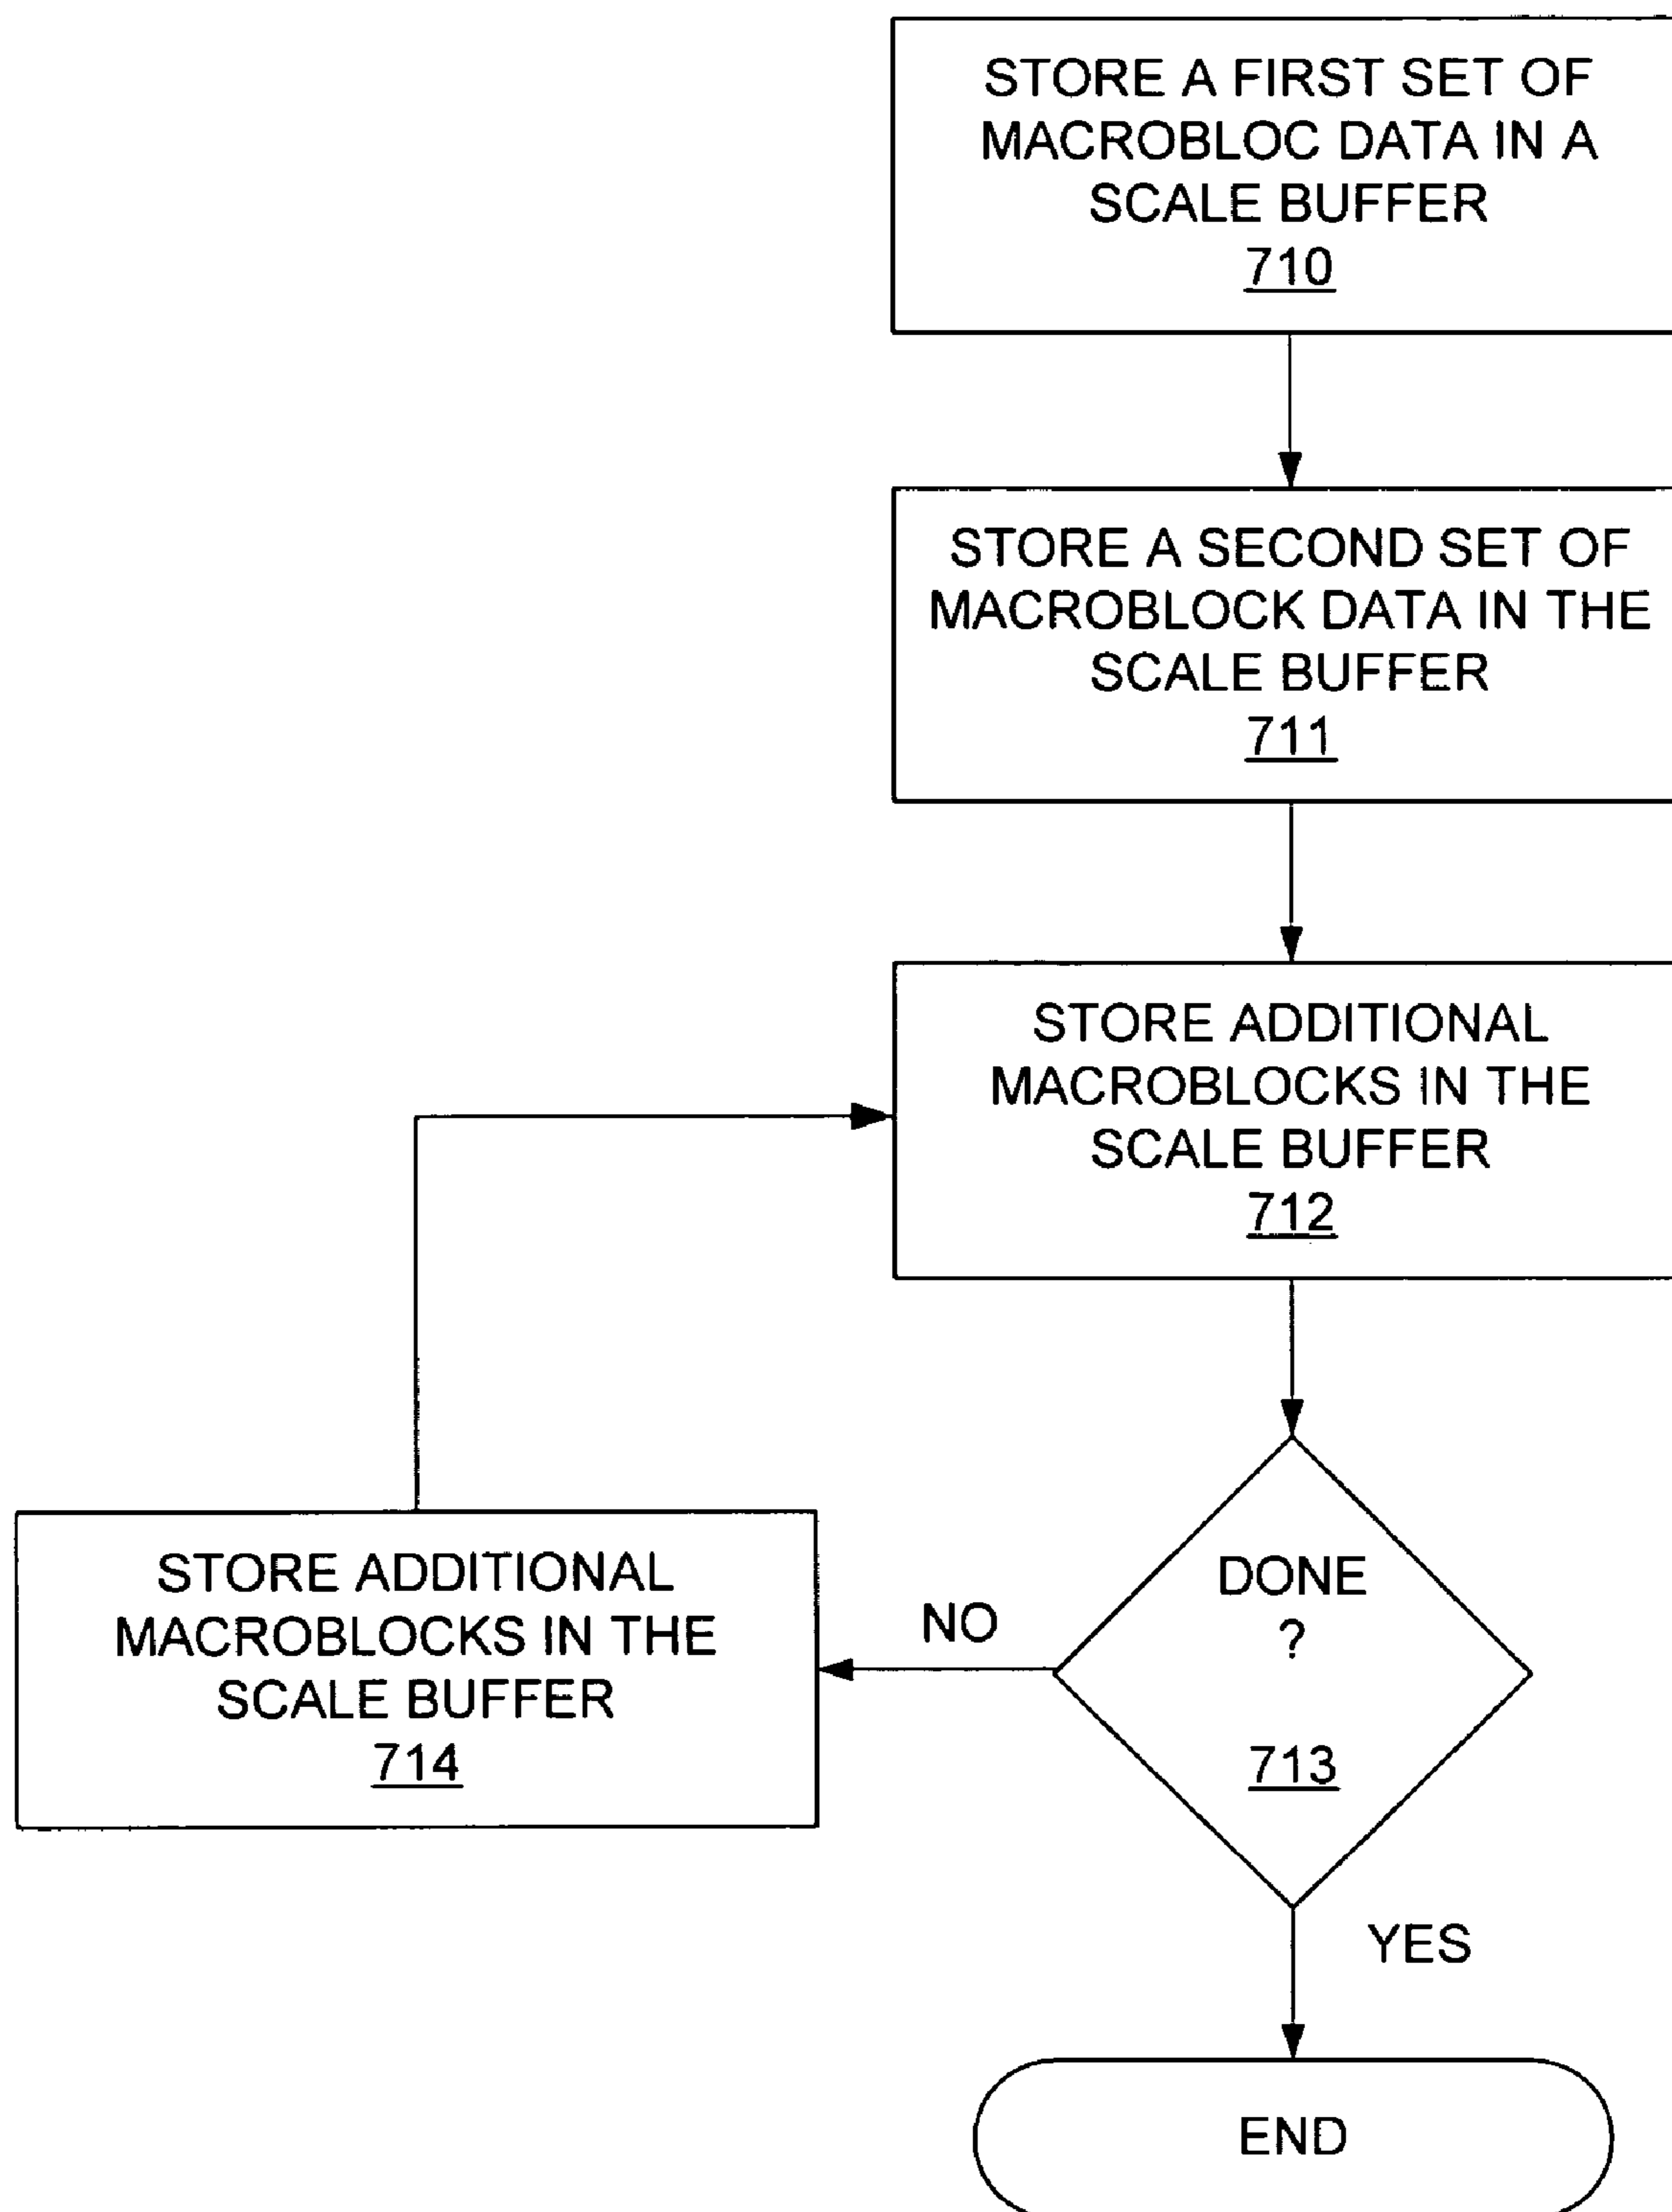 STORE A FIRST SET OF
MACROBLOC DATA IN A
SCALE BUFFER
710
STORE A SECOND SET OF
MACROBLOCK DATA IN THE
SCALE BUFFER
711
STORE ADDITIONAL
MACROBLOCKS IN THE
SCALE BUFFER
712
DONE
?
713
NO
STORE ADDITIONAL
MACROBLOCKS IN THE
SCALE BUFFER
714
YES
END